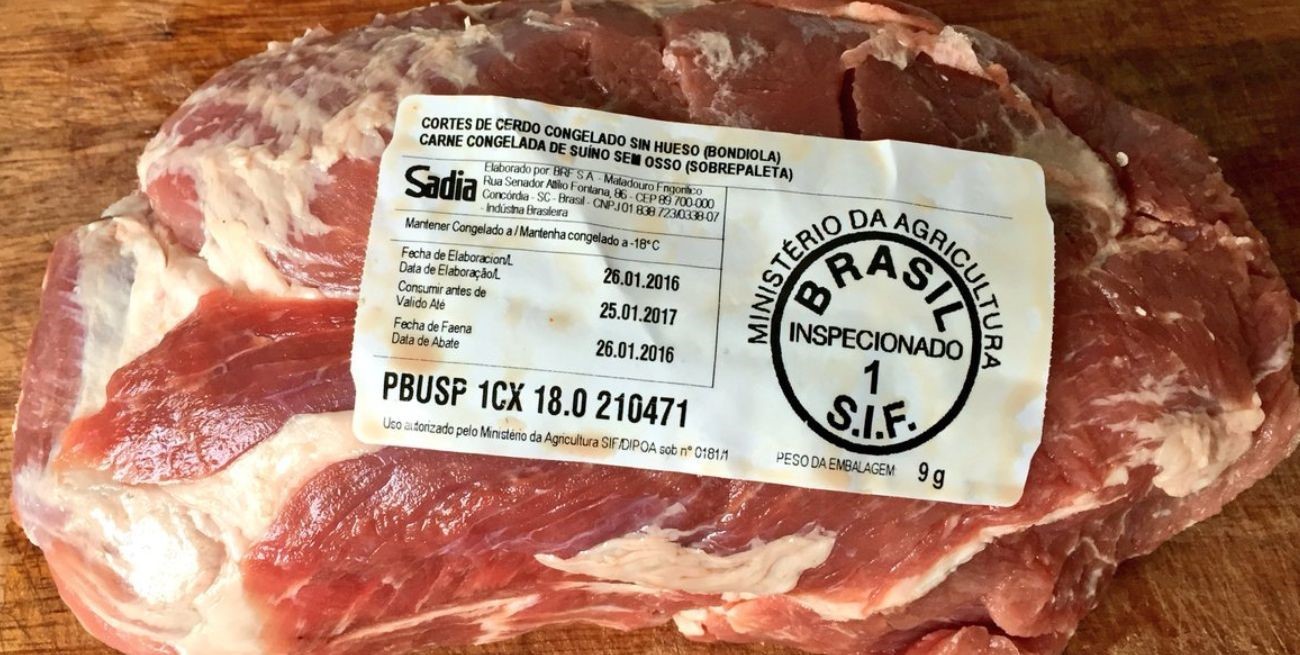 CORTES DE CERDO CONGELADO SIN HUESO (BONDIOLA)
CARNE CONGELADA DE SUÍNO SEM OSSO (SOBREPALETA)
Sadia
Elaborado por: BRF S.A. - Matadouro Frigorífico
Rua Senador Attilio Fontana, 86 - CEP 89 700-000
Concórdia - SC - Brasil - CNPJ 01 838 723/0338-07
- Indústria Brasileira
Mantener Congelado a / Mantenha congelado a -18°C
Fecha de Elaboracion/L
Data de Elaboração/L
26.01.2016
Consumir antes de
Valido Até
25.01.2017
Fecha de Faena
Data de Abate
26.01.2016
PBUSP 1CX 18.0 210471
Uso autorizado pelo Ministério da Agricultura SIF/DIPOA sob n° 0181/1
MINISTÉRIO DA AGRICULTURA
BRASIL
INSPECIONADO
1
S.I.F.
PESO DA EMBALAGEM 9 g